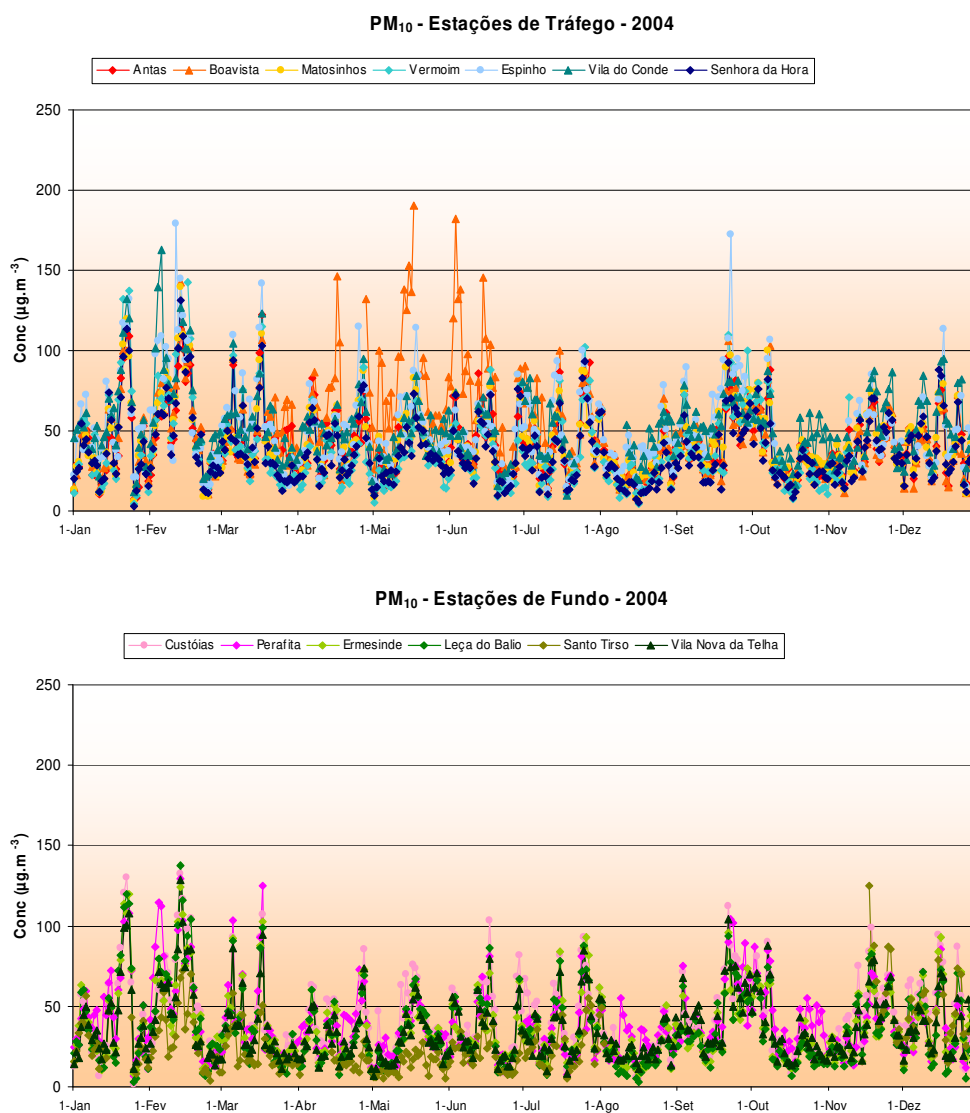 PM₁₀ - Estações de Tráfego - 2004
Antas Boavista Matosinhos Vermoim Espinho Vila do Conde Senhora da Hora
250
200
150
100
50
0
Conc (µg.m⁻³)
1-Jan 1-Fev 1-Mar 1-Abr 1-Mai 1-Jun 1-Jul 1-Ago 1-Set 1-Out 1-Nov 1-Dez
PM₁₀ - Estações de Fundo - 2004
Custóias Perafita Ermesinde Leça do Balio Santo Tirso Vila Nova da Telha
250
200
150
100
50
0
Conc (µg.m⁻³)
1-Jan 1-Fev 1-Mar 1-Abr 1-Mai 1-Jun 1-Jul 1-Ago 1-Set 1-Out 1-Nov 1-Dez